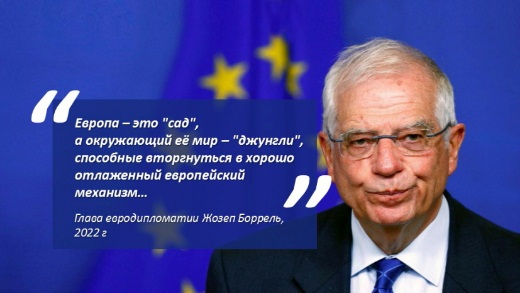 “
Европа – это "сад",
а окружающий её мир – "джунгли",
способные вторгнуться в хорошо
отлаженный европейский
механизм...
”
Глава евродипломатии Жозеп Боррель,
2022 г